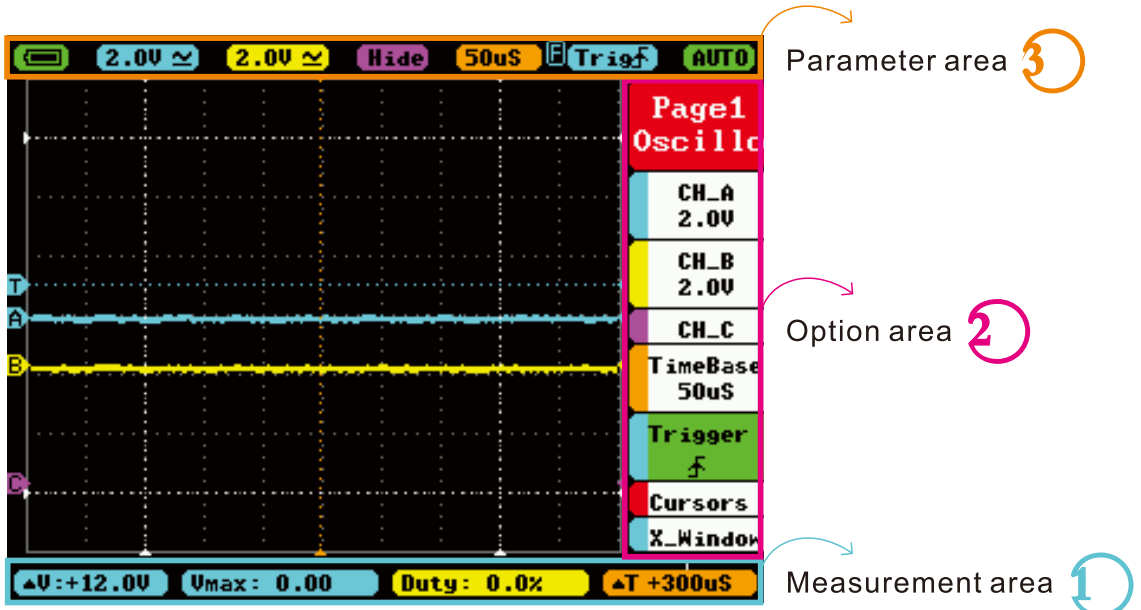 2.0V 2.0V Hide 50uS F Trig AUTO
Parameter area 3
Page1
Oscillo
CH_A
2.0V
CH_B
2.0V
T
A
Option area 2
CH_C
B
TimeBase
50uS
Trigger
C
Cursors
X_Window
▲V:+12.0V Vmax: 0.00 Duty: 0.0% ▲T +300uS
Measurement area 1